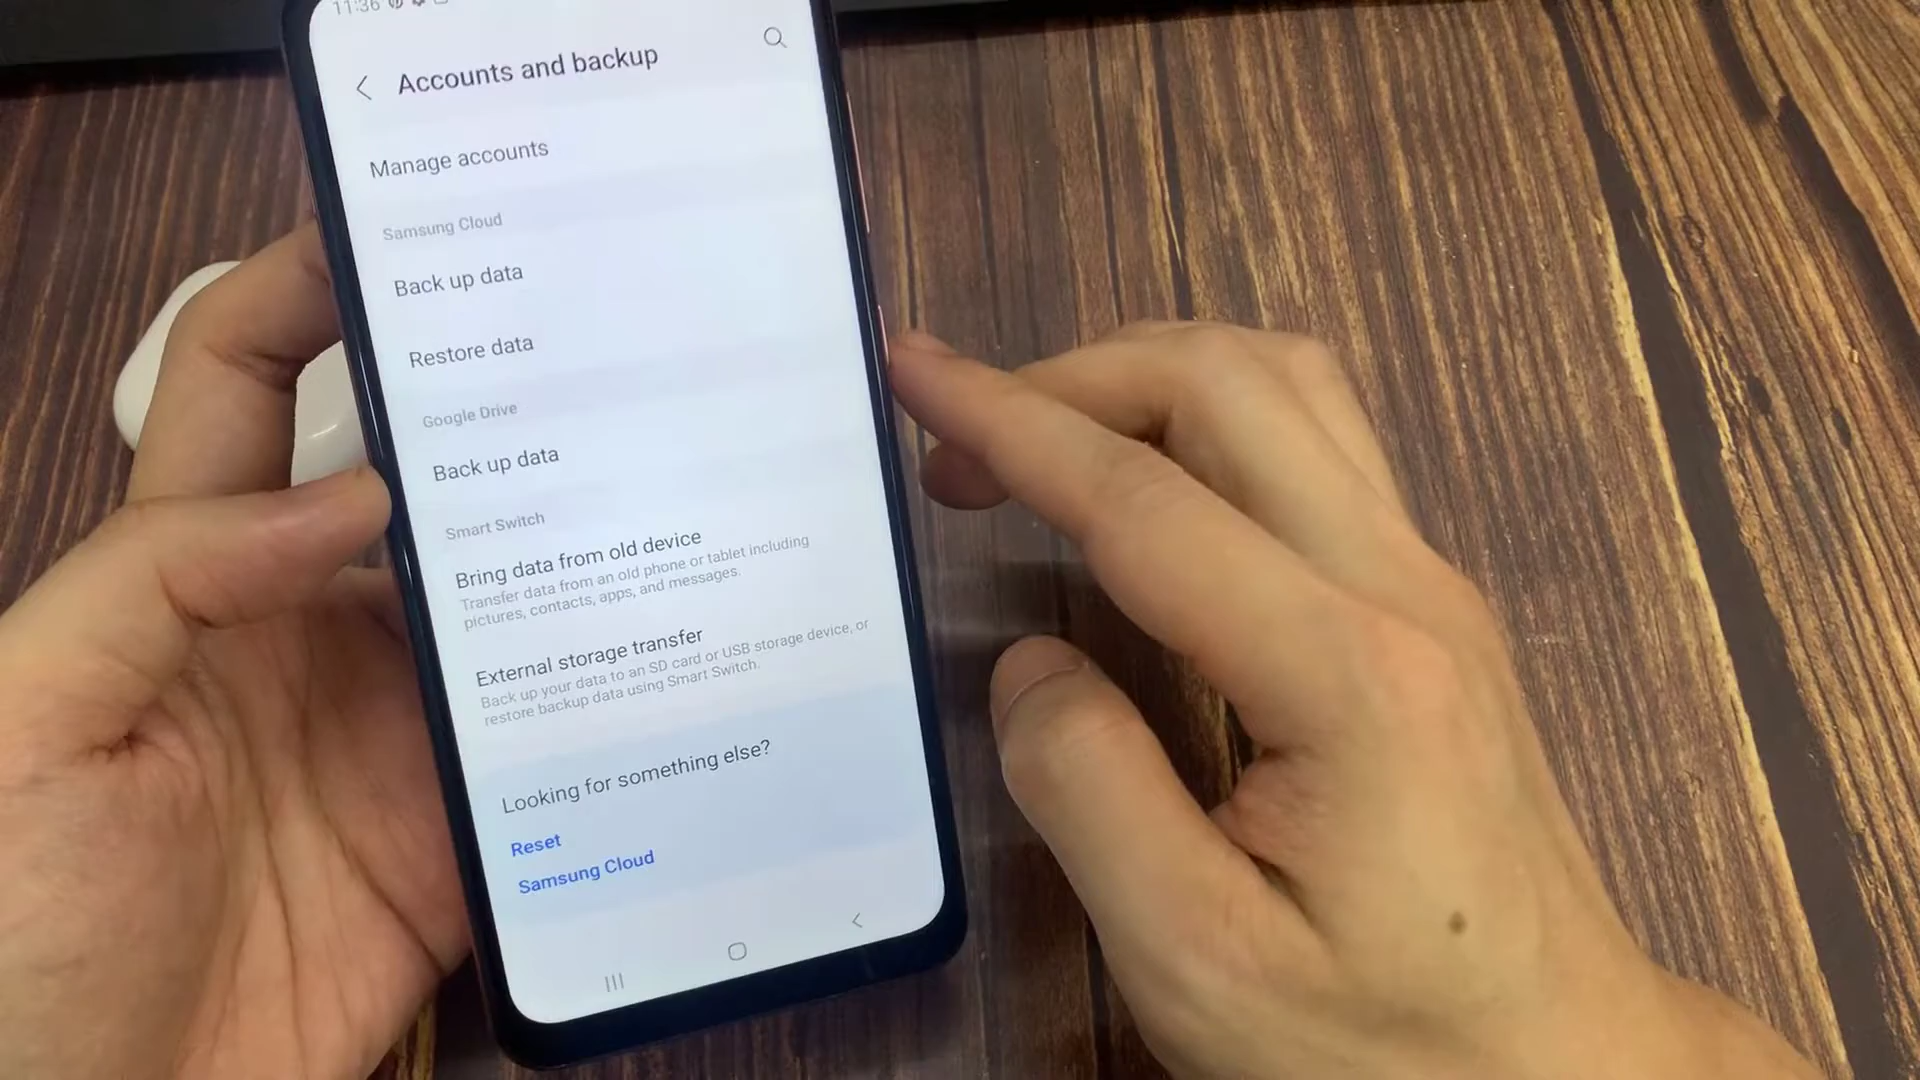 11:36
Accounts and backup
Manage accounts
Samsung Cloud
Back up data
Restore data
Google Drive
Back up data
Smart Switch
Bring data from old device
Transfer data from an old phone or tablet including
pictures, contacts, apps, and messages.
External storage transfer
Back up your data to an SD card or USB storage device, or
restore backup data using Smart Switch.
Looking for something else?
Reset
Samsung Cloud